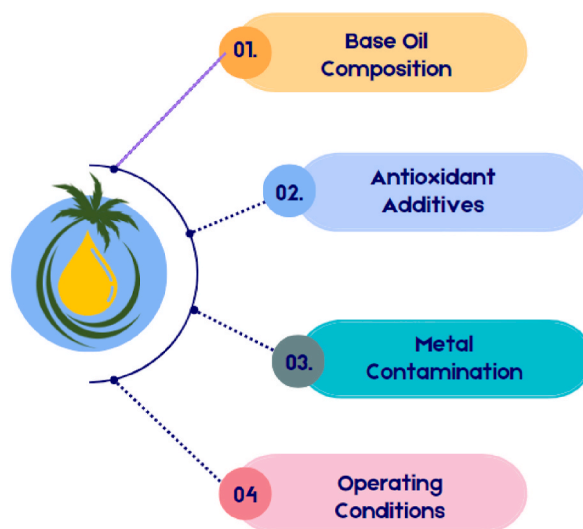 01.
Base Oil
Composition
02.
Antioxidant
Additives
03.
Metal
Contamination
04
Operating
Conditions